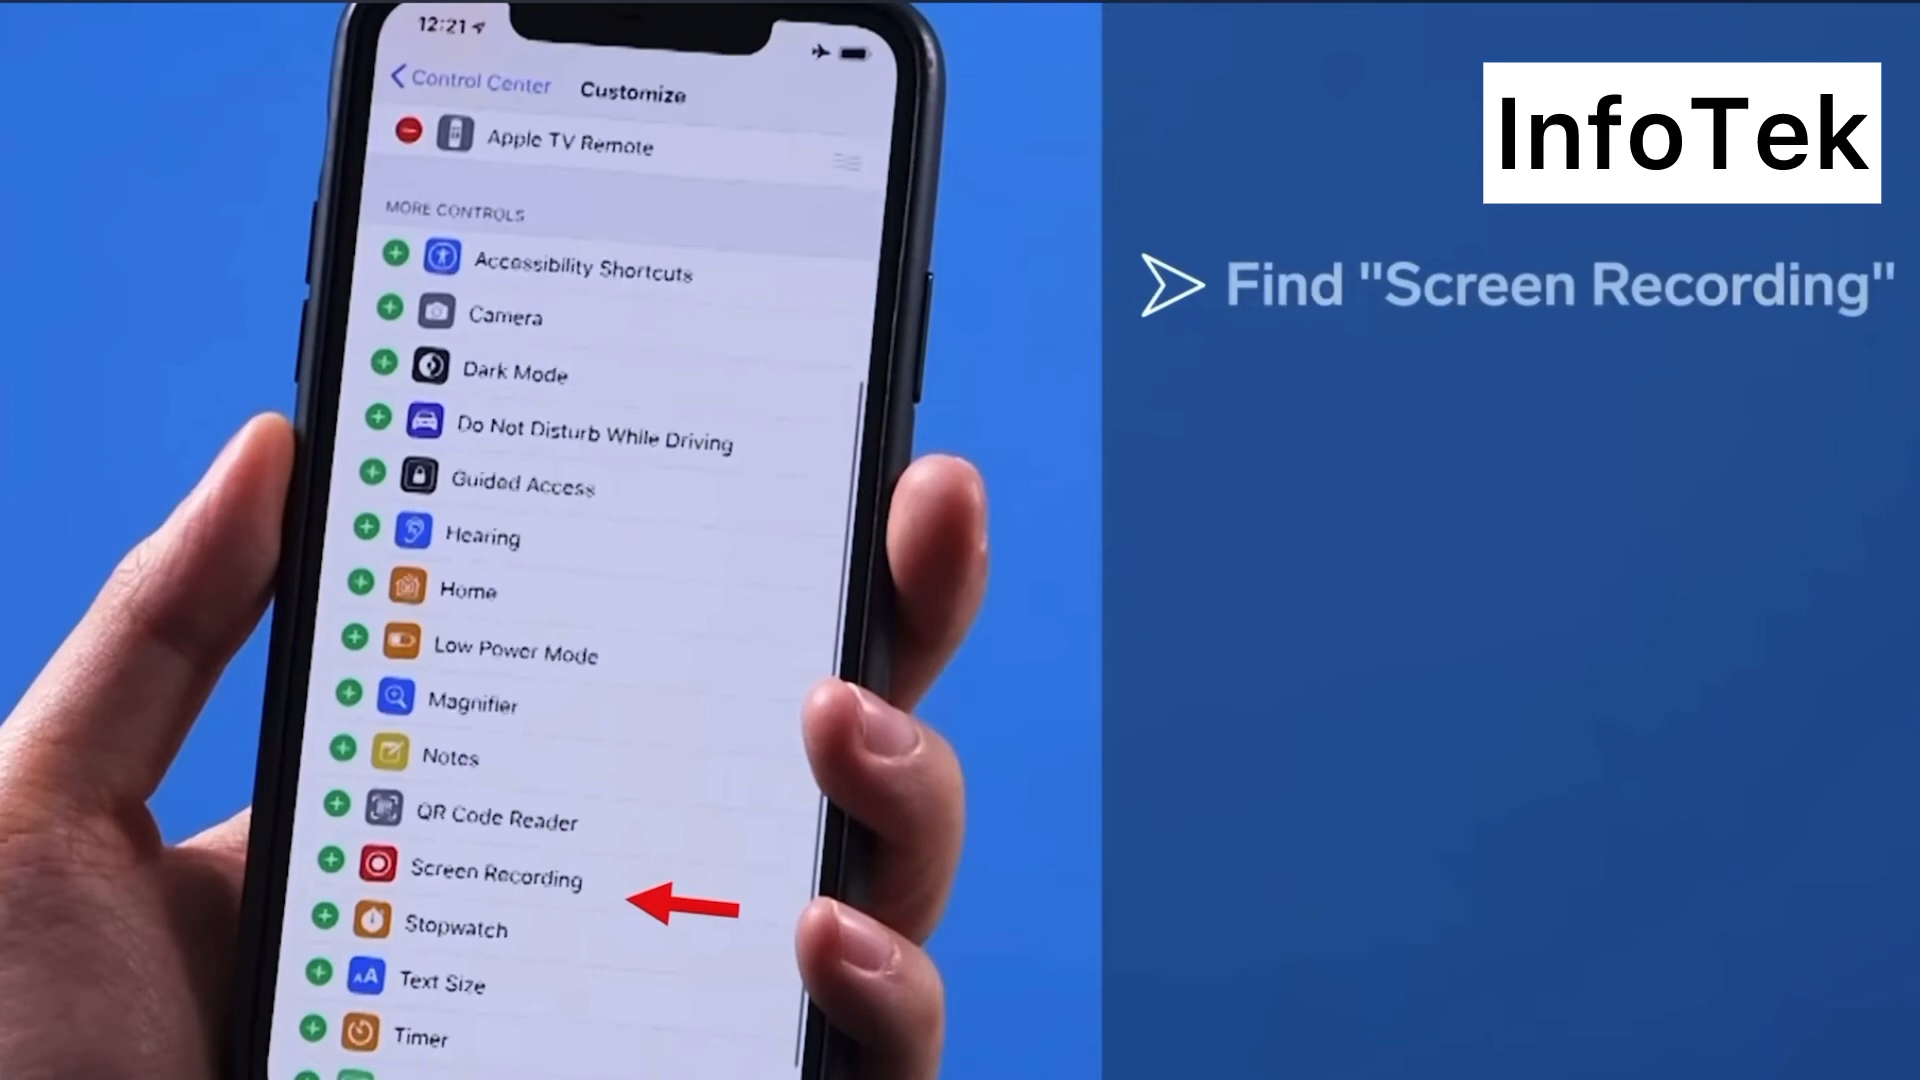 12:21
Control Center Customize
Apple TV Remote
MORE CONTROLS
Accessibility Shortcuts
Camera
Dark Mode
Do Not Disturb While Driving
Guided Access
Hearing
Home
Low Power Mode
Magnifier
Notes
QR Code Reader
Screen Recording
Stopwatch
AA Text Size
Timer
InfoTek
Find "Screen Recording"